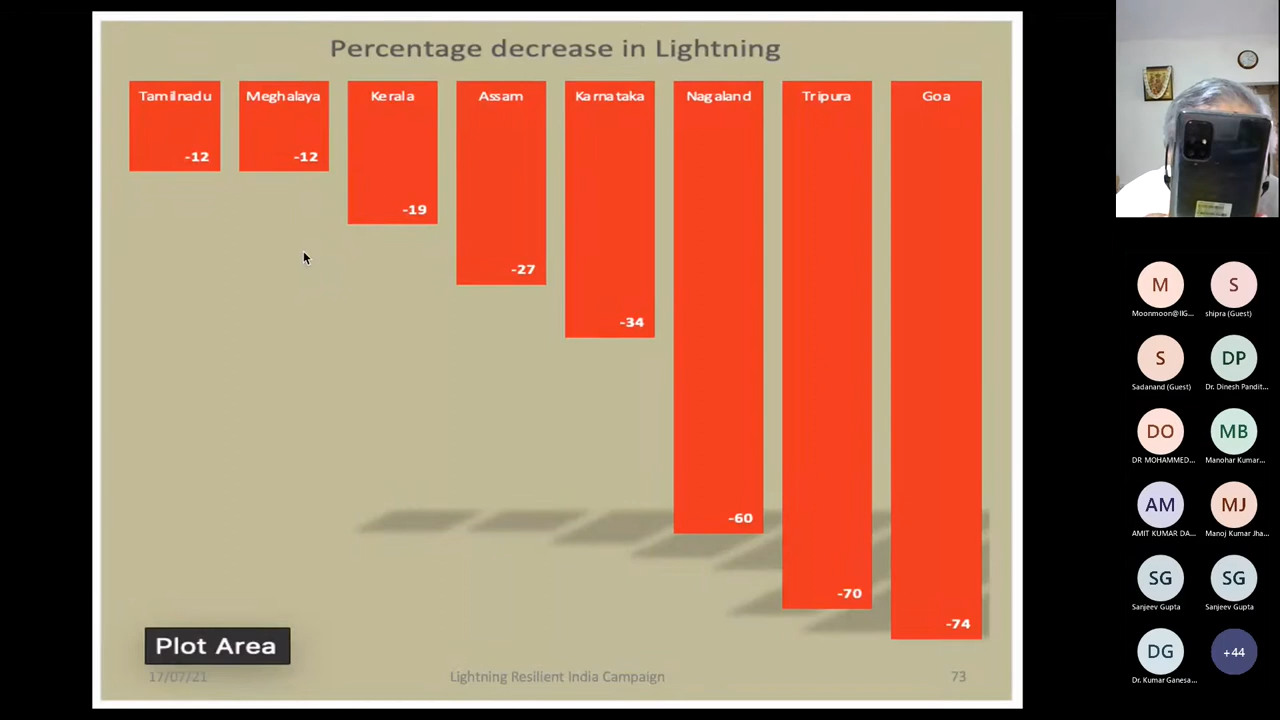 Percentage decrease in Lightning
Tamilnadu Meghalaya Kerala Assam Karnataka Nagaland Tripura Goa
-12 -12 -19 -27 -34 -60 -70 -74
Plot Area
17/07/21 Lightning Resilient India Campaign 73
M S
Moonmoon@IIG... shipra (Guest)
S DP
Sadanand (Guest) Dr. Dinesh Pandit...
DO MB
DR MOHAMMED... Manohar Kumar...
AM MJ
AMIT KUMAR DA... Manoj Kumar Jha...
SG SG
Sanjeev Gupta Sanjeev Gupta
DG +44
Dr. Kumar Ganesa...